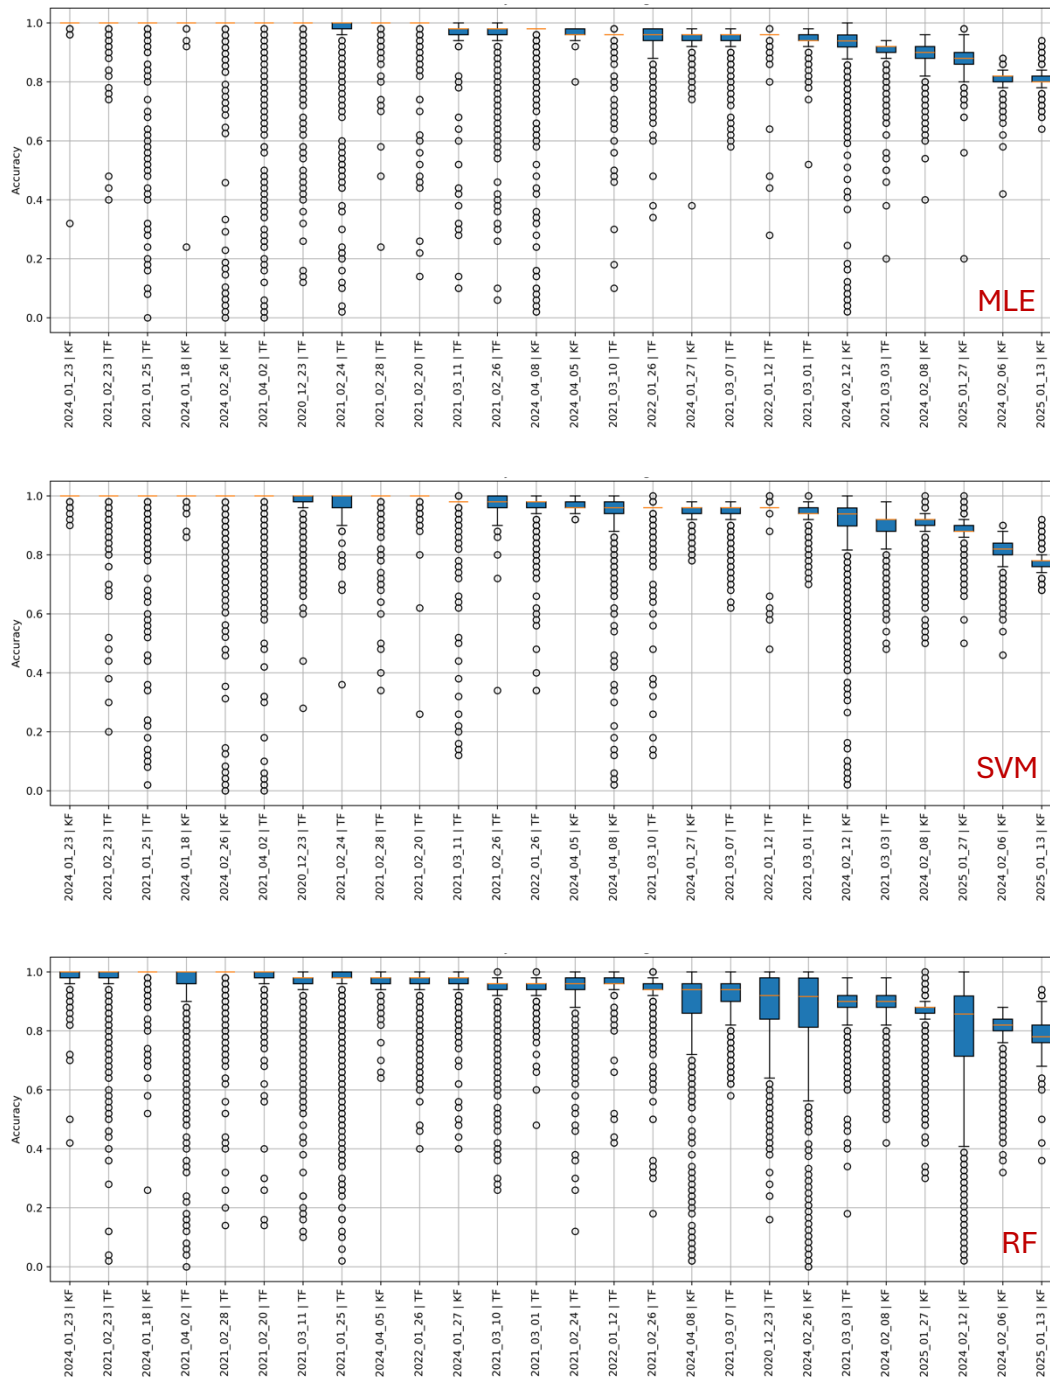 1.0
0.8
0.6
0.4
0.2
0.0
Accuracy
MLE
2024_01_23 | KF
2021_02_23 | TF
2021_01_25 | TF
2024_01_18 | KF
2024_02_26 | KF
2021_04_02 | TF
2020_12_23 | TF
2021_02_24 | TF
2021_02_28 | TF
2021_02_20 | TF
2021_03_11 | TF
2021_02_26 | TF
2024_04_08 | KF
2024_04_05 | KF
2021_03_10 | TF
2022_01_26 | TF
2024_01_27 | KF
2021_03_07 | TF
2022_01_12 | TF
2021_03_01 | TF
2024_02_12 | KF
2021_03_03 | TF
2024_02_08 | KF
2025_01_27 | KF
2024_02_06 | KF
2025_01_13 | KF
1.0
0.8
0.6
0.4
0.2
0.0
Accuracy
SVM
2024_01_23 | KF
2021_02_23 | TF
2021_01_25 | TF
2024_01_18 | KF
2024_02_26 | KF
2021_04_02 | TF
2020_12_23 | TF
2021_02_24 | TF
2021_02_28 | TF
2021_02_20 | TF
2021_03_11 | TF
2021_02_26 | TF
2022_01_26 | TF
2024_04_05 | KF
2024_04_08 | KF
2021_03_10 | TF
2024_01_27 | KF
2021_03_07 | TF
2022_01_12 | TF
2021_03_01 | TF
2024_02_12 | KF
2021_03_03 | TF
2024_02_08 | KF
2025_01_27 | KF
2024_02_06 | KF
2025_01_13 | KF
1.0
0.8
0.6
0.4
0.2
0.0
Accuracy
RF
2024_01_23 | KF
2021_02_23 | TF
2024_01_18 | KF
2021_04_02 | TF
2021_02_28 | TF
2021_02_20 | TF
2021_03_11 | TF
2021_01_25 | TF
2024_04_05 | KF
2022_01_26 | TF
2024_01_27 | KF
2021_03_10 | TF
2021_03_01 | TF
2021_02_24 | TF
2022_01_12 | TF
2021_02_26 | TF
2024_04_08 | KF
2021_03_07 | TF
2020_12_23 | TF
2024_02_26 | KF
2021_03_03 | TF
2024_02_08 | KF
2025_01_27 | KF
2024_02_12 | KF
2024_02_06 | KF
2025_01_13 | KF